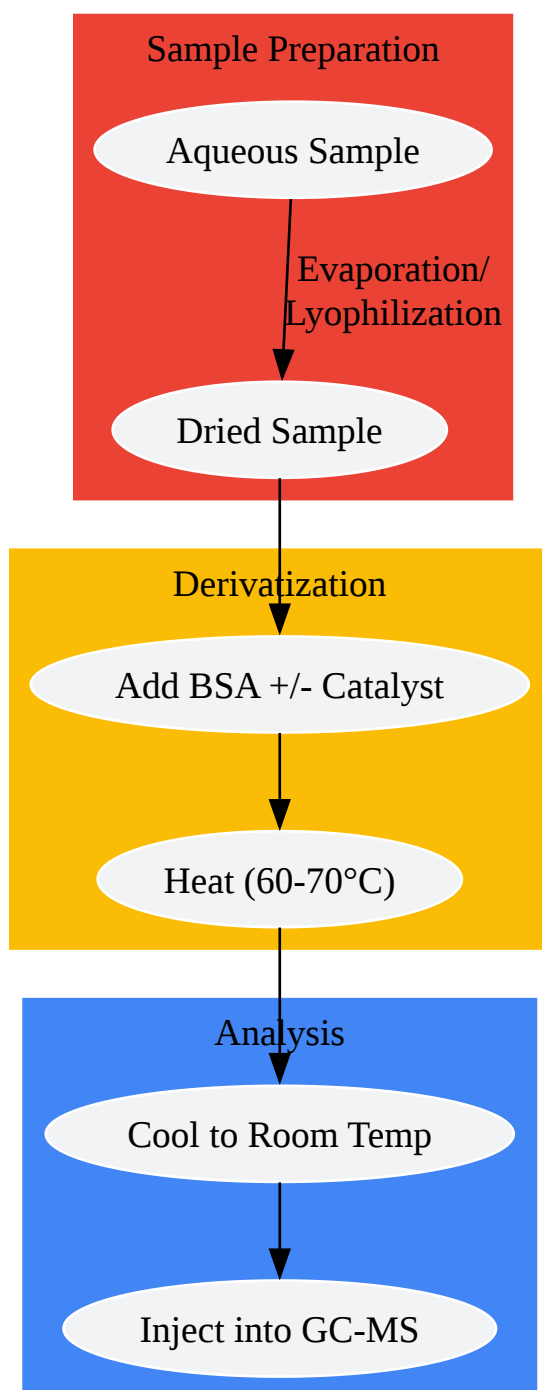 Sample Preparation
Aqueous Sample
Evaporation/
Lyophilization
Dried Sample
Derivatization
Add BSA +/- Catalyst
Heat (60-70°C)
Analysis
Cool to Room Temp
Inject into GC-MS